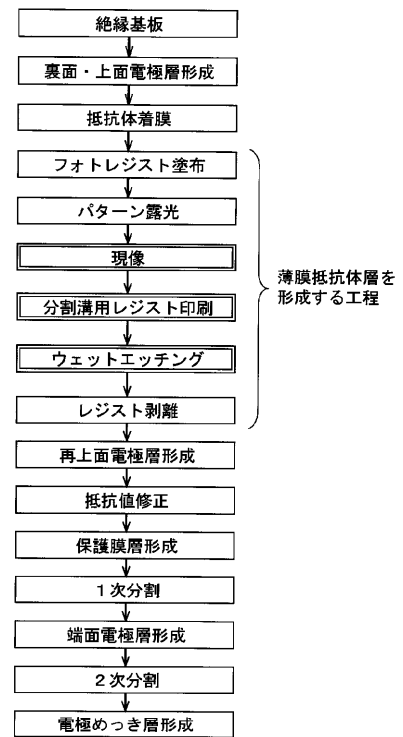 絶縁基板
裏面・上面電極層形成
抵抗体着膜
フォトレジスト塗布
パターン露光
現像
分割溝用レジスト印刷
ウェットエッチング
レジスト剥離
薄膜抵抗体層を
形成する工程
再上面電極層形成
抵抗値修正
保護膜層形成
1次分割
端面電極層形成
2次分割
電極めっき層形成